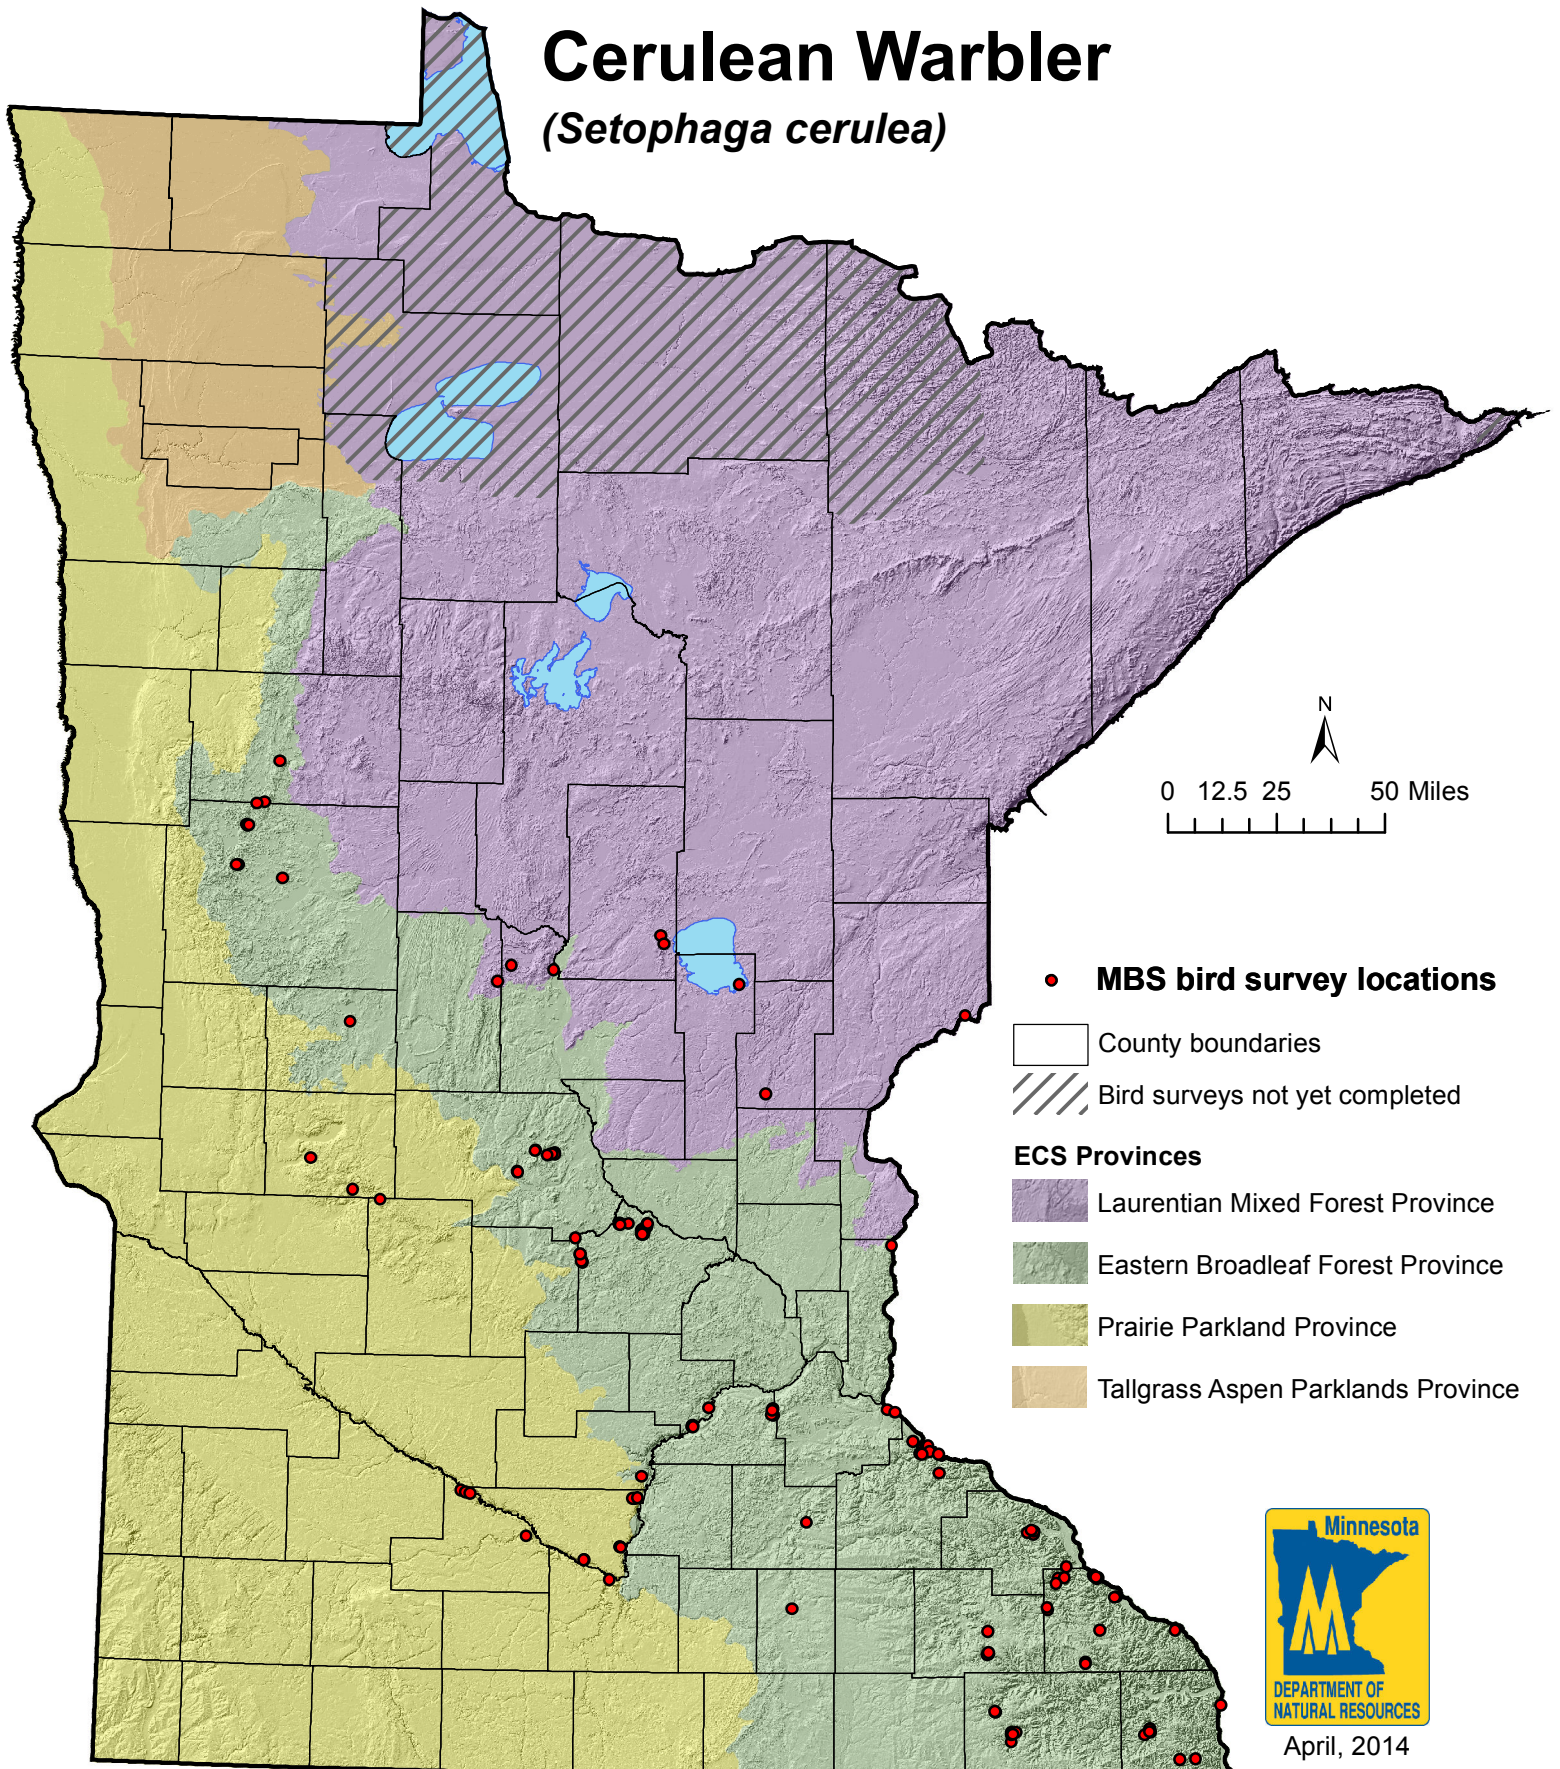 Cerulean Warbler
(Setophaga cerulea)
N
0 12.5 25 50 Miles
MBS bird survey locations
County boundaries
Bird surveys not yet completed
ECS Provinces
Laurentian Mixed Forest Province
Eastern Broadleaf Forest Province
Prairie Parkland Province
Tallgrass Aspen Parklands Province
Minnesota
DEPARTMENT OF
NATURAL RESOURCES
April, 2014